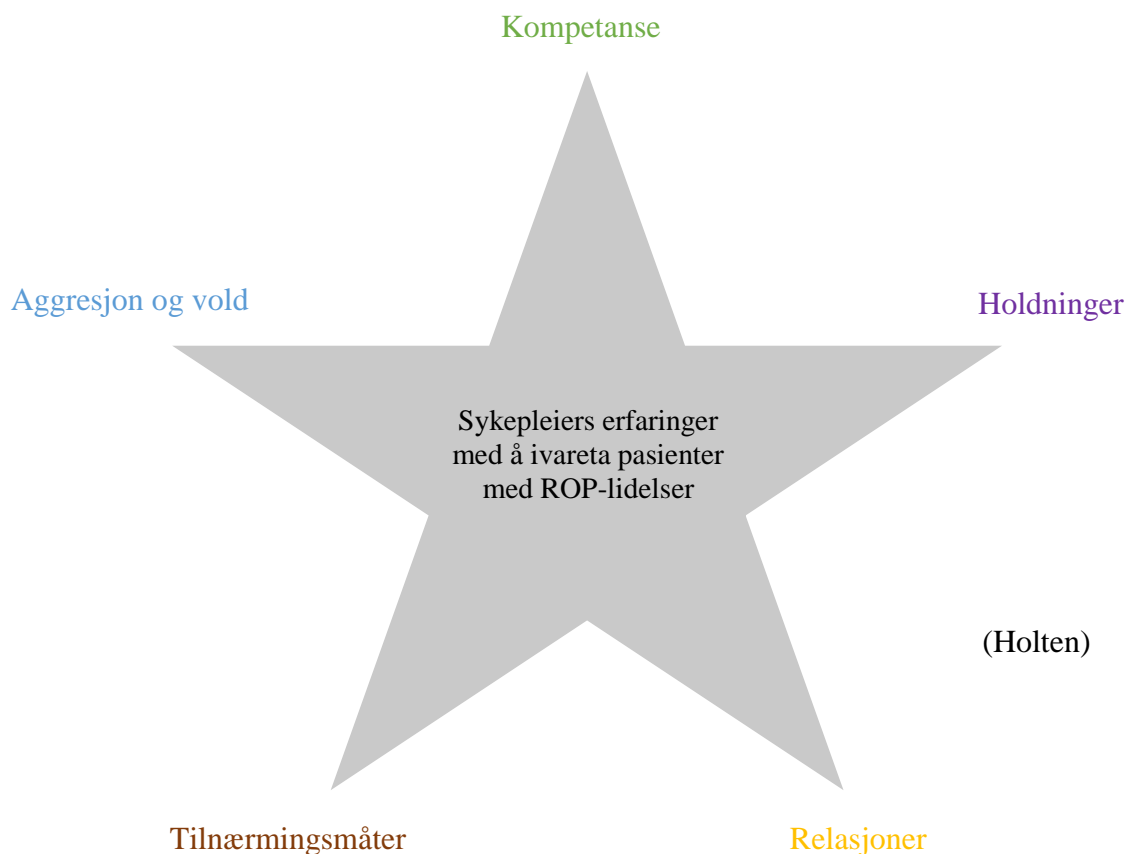 Kompetanse
Aggresjon og vold
Holdninger
Sykepleiers erfaringer
med å ivareta pasienter
med ROP-lidelser
(Holten)
Tilnærmingsmåter
Relasjoner